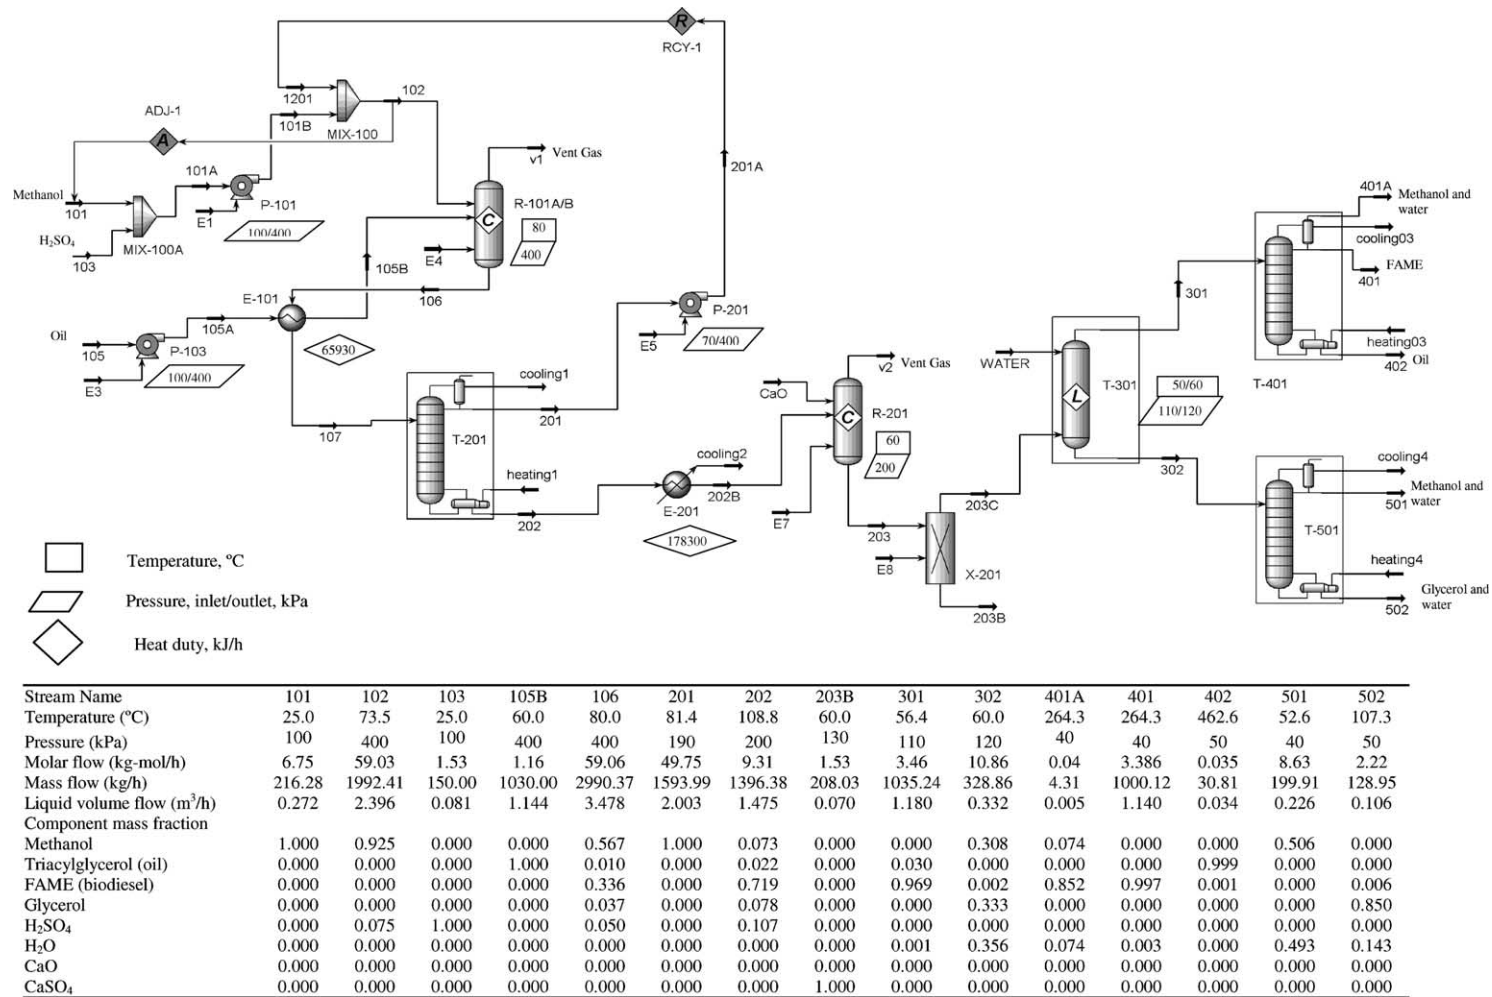 R
RCY-1
1201
102
ADJ-1
101B
MIX-100
A
v1 Vent Gas
201A
101A
Methanol
101
P-101
R-101A/B
C
80
400
E1
100/400
H₂SO₄
MIX-100A
103
E4
105B
401A
Methanol and
water
cooling03
FAME
401
E-101
106
301
P-201
Oil
105A
105
P-103
65930
E5
70/400
E3
100/400
v2 Vent Gas
WATER
heating03
402 Oil
T-401
cooling1
CaO
R-201
T-301
50/60
110/120
L
C
201
107
T-201
60
200
cooling2
302
cooling4
heating1
202B
203C
Methanol and
501 water
202
E-201
E7
203
T-501
178300
E8
X-201
heating4
Glycerol and
502 water
203B
Temperature, ºC
Pressure, inlet/outlet, kPa
Heat duty, kJ/h
Stream Name 101 102 103 105B 106 201 202 203B 301 302 401A 401 402 501 502
Temperature (ºC) 25.0 73.5 25.0 60.0 80.0 81.4 108.8 60.0 56.4 60.0 264.3 264.3 462.6 52.6 107.3
Pressure (kPa) 100 400 100 400 400 190 200 130 110 120 40 40 50 40 50
Molar flow (kg-mol/h) 6.75 59.03 1.53 1.16 59.06 49.75 9.31 1.53 3.46 10.86 0.04 3.386 0.035 8.63 2.22
Mass flow (kg/h) 216.28 1992.41 150.00 1030.00 2990.37 1593.99 1396.38 208.03 1035.24 328.86 4.31 1000.12 30.81 199.91 128.95
Liquid volume flow (m³/h) 0.272 2.396 0.081 1.144 3.478 2.003 1.475 0.070 1.180 0.332 0.005 1.140 0.034 0.226 0.106
Component mass fraction
Methanol 1.000 0.925 0.000 0.000 0.567 1.000 0.073 0.000 0.000 0.308 0.074 0.000 0.000 0.506 0.000
Triacylglycerol (oil) 0.000 0.000 0.000 1.000 0.010 0.000 0.022 0.000 0.030 0.000 0.000 0.000 0.999 0.000 0.000
FAME (biodiesel) 0.000 0.000 0.000 0.000 0.336 0.000 0.719 0.000 0.969 0.002 0.852 0.997 0.001 0.000 0.006
Glycerol 0.000 0.000 0.000 0.000 0.037 0.000 0.078 0.000 0.000 0.333 0.000 0.000 0.000 0.000 0.850
H₂SO₄ 0.000 0.075 1.000 0.000 0.050 0.000 0.107 0.000 0.000 0.000 0.000 0.000 0.000 0.000 0.000
H₂O 0.000 0.000 0.000 0.000 0.000 0.000 0.000 0.000 0.001 0.356 0.074 0.003 0.000 0.493 0.143
CaO 0.000 0.000 0.000 0.000 0.000 0.000 0.000 0.000 0.000 0.000 0.000 0.000 0.000 0.000 0.000
CaSO₄ 0.000 0.000 0.000 0.000 0.000 0.000 0.000 1.000 0.000 0.000 0.000 0.000 0.000 0.000 0.000